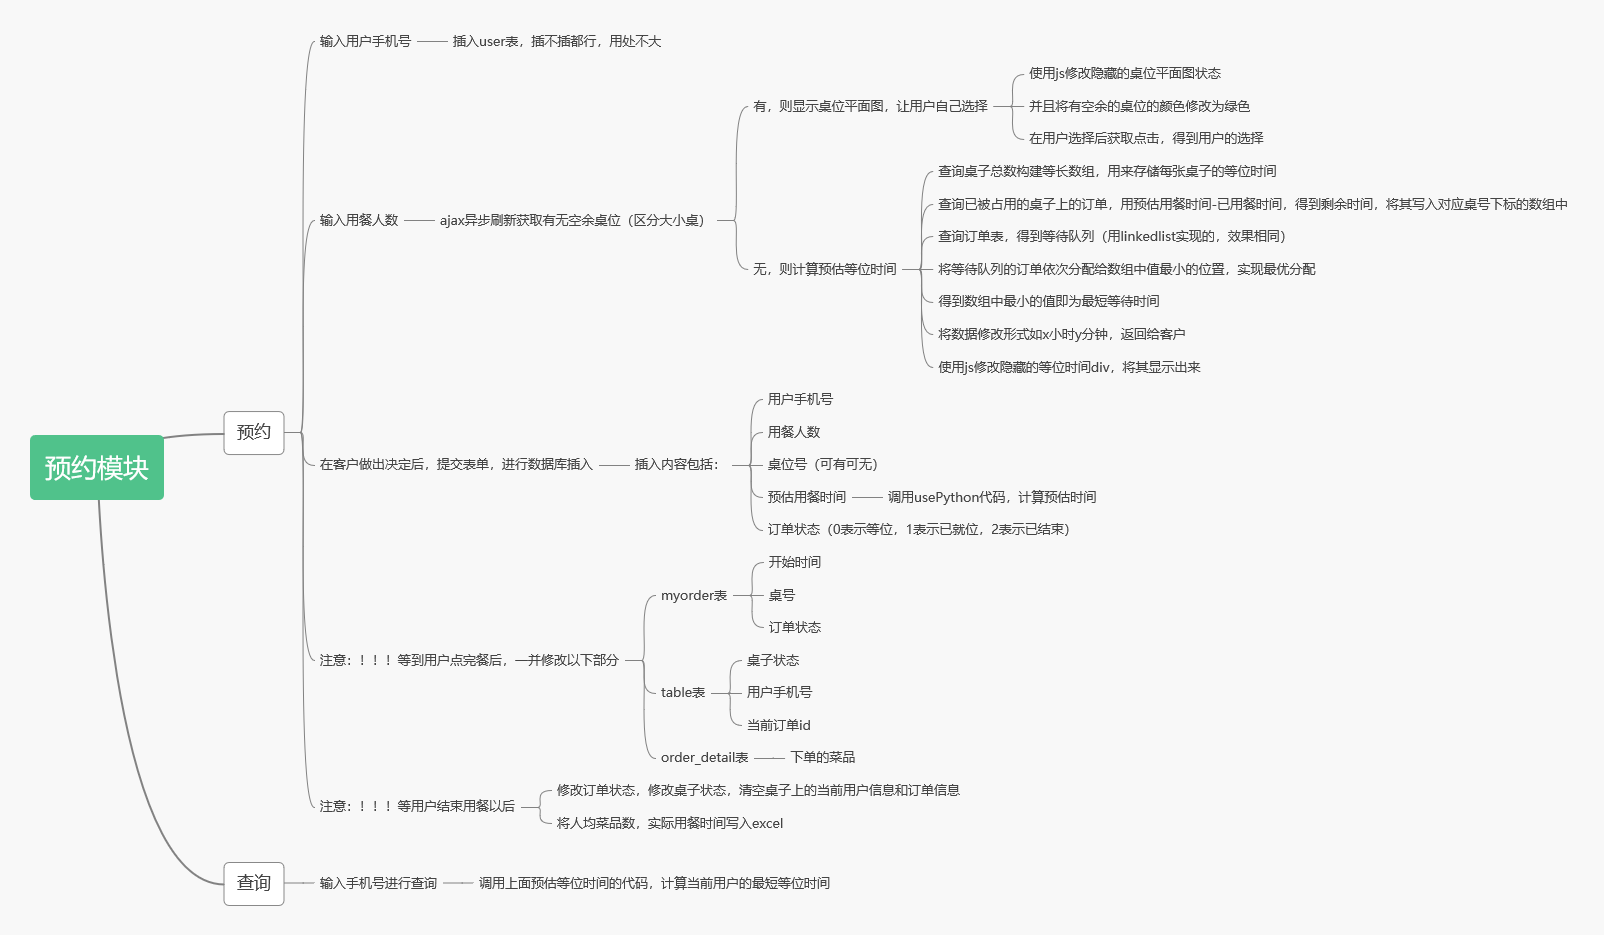 预约模块
预约
输入用户手机号
插入user表，插不插都行，用处不大
输入用餐人数
ajax异步刷新获取有无空余桌位（区分大小桌）
有，则显示桌位平面图，让用户自己选择
使用js修改隐藏的桌位平面图状态
并且将有空余的桌位的颜色修改为绿色
在用户选择后获取点击，得到用户的选择
无，则计算预估等位时间
查询桌子总数构建等长数组，用来存储每张桌子的等位时间
查询已被占用的桌子上的订单，用预估用餐时间-已用餐时间，得到剩余时间，将其写入对应桌号下标的数组中
查询订单表，得到等待队列（用linkedlist实现的，效果相同）
将等待队列的订单依次分配给数组中值最小的位置，实现最优分配
得到数组中最小的值即为最短等待时间
将数据修改形式如x小时y分钟，返回给客户
使用js修改隐藏的等位时间div，将其显示出来
在客户做出决定后，提交表单，进行数据库插入
插入内容包括：
用户手机号
用餐人数
桌位号（可有可无）
预估用餐时间
调用usePython代码，计算预估时间
订单状态（0表示等位，1表示已就位，2表示已结束）
注意：！！！等到用户点完餐后，一并修改以下部分
myorder表
开始时间
桌号
订单状态
table表
桌子状态
用户手机号
当前订单id
order_detail表
下单的菜品
注意：！！！等用户结束用餐以后
修改订单状态，修改桌子状态，清空桌子上的当前用户信息和订单信息
将人均菜品数，实际用餐时间写入excel
查询
输入手机号进行查询
调用上面预估等位时间的代码，计算当前用户的最短等位时间